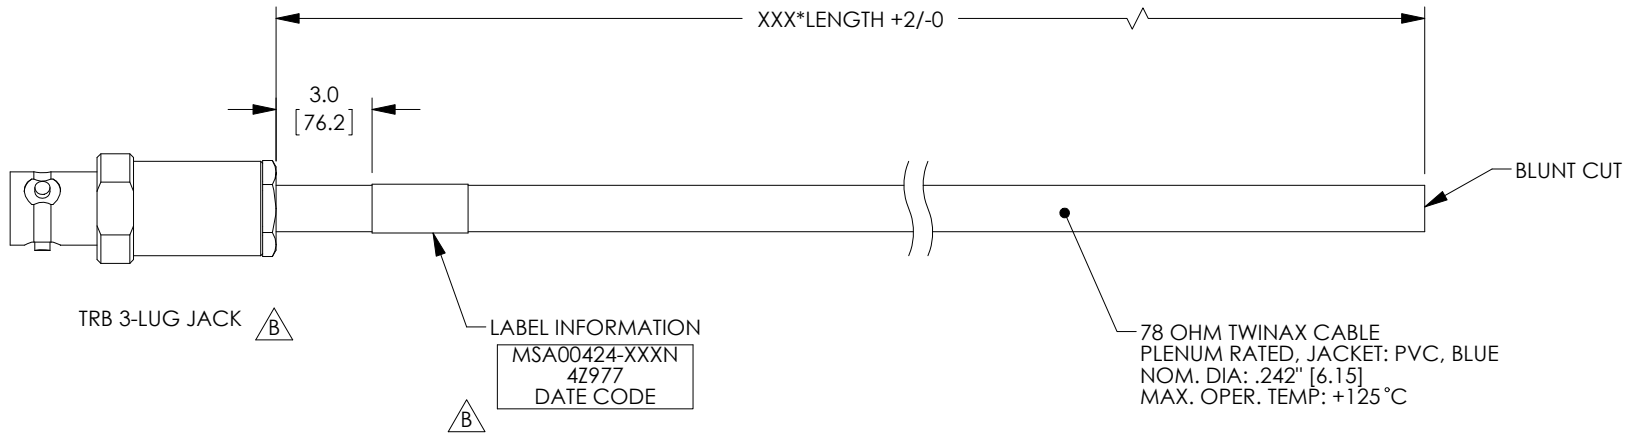 XXX*LENGTH +2/-0
3.0
[76.2]
BLUNT CUT
TRB 3-LUG JACK
B
LABEL INFORMATION
MSA00424-XXXN
4Z977
DATE CODE
B
78 OHM TWINAX CABLE
PLENUM RATED, JACKET: PVC, BLUE
NOM. DIA: .242" [6.15]
MAX. OPER. TEMP: +125°C